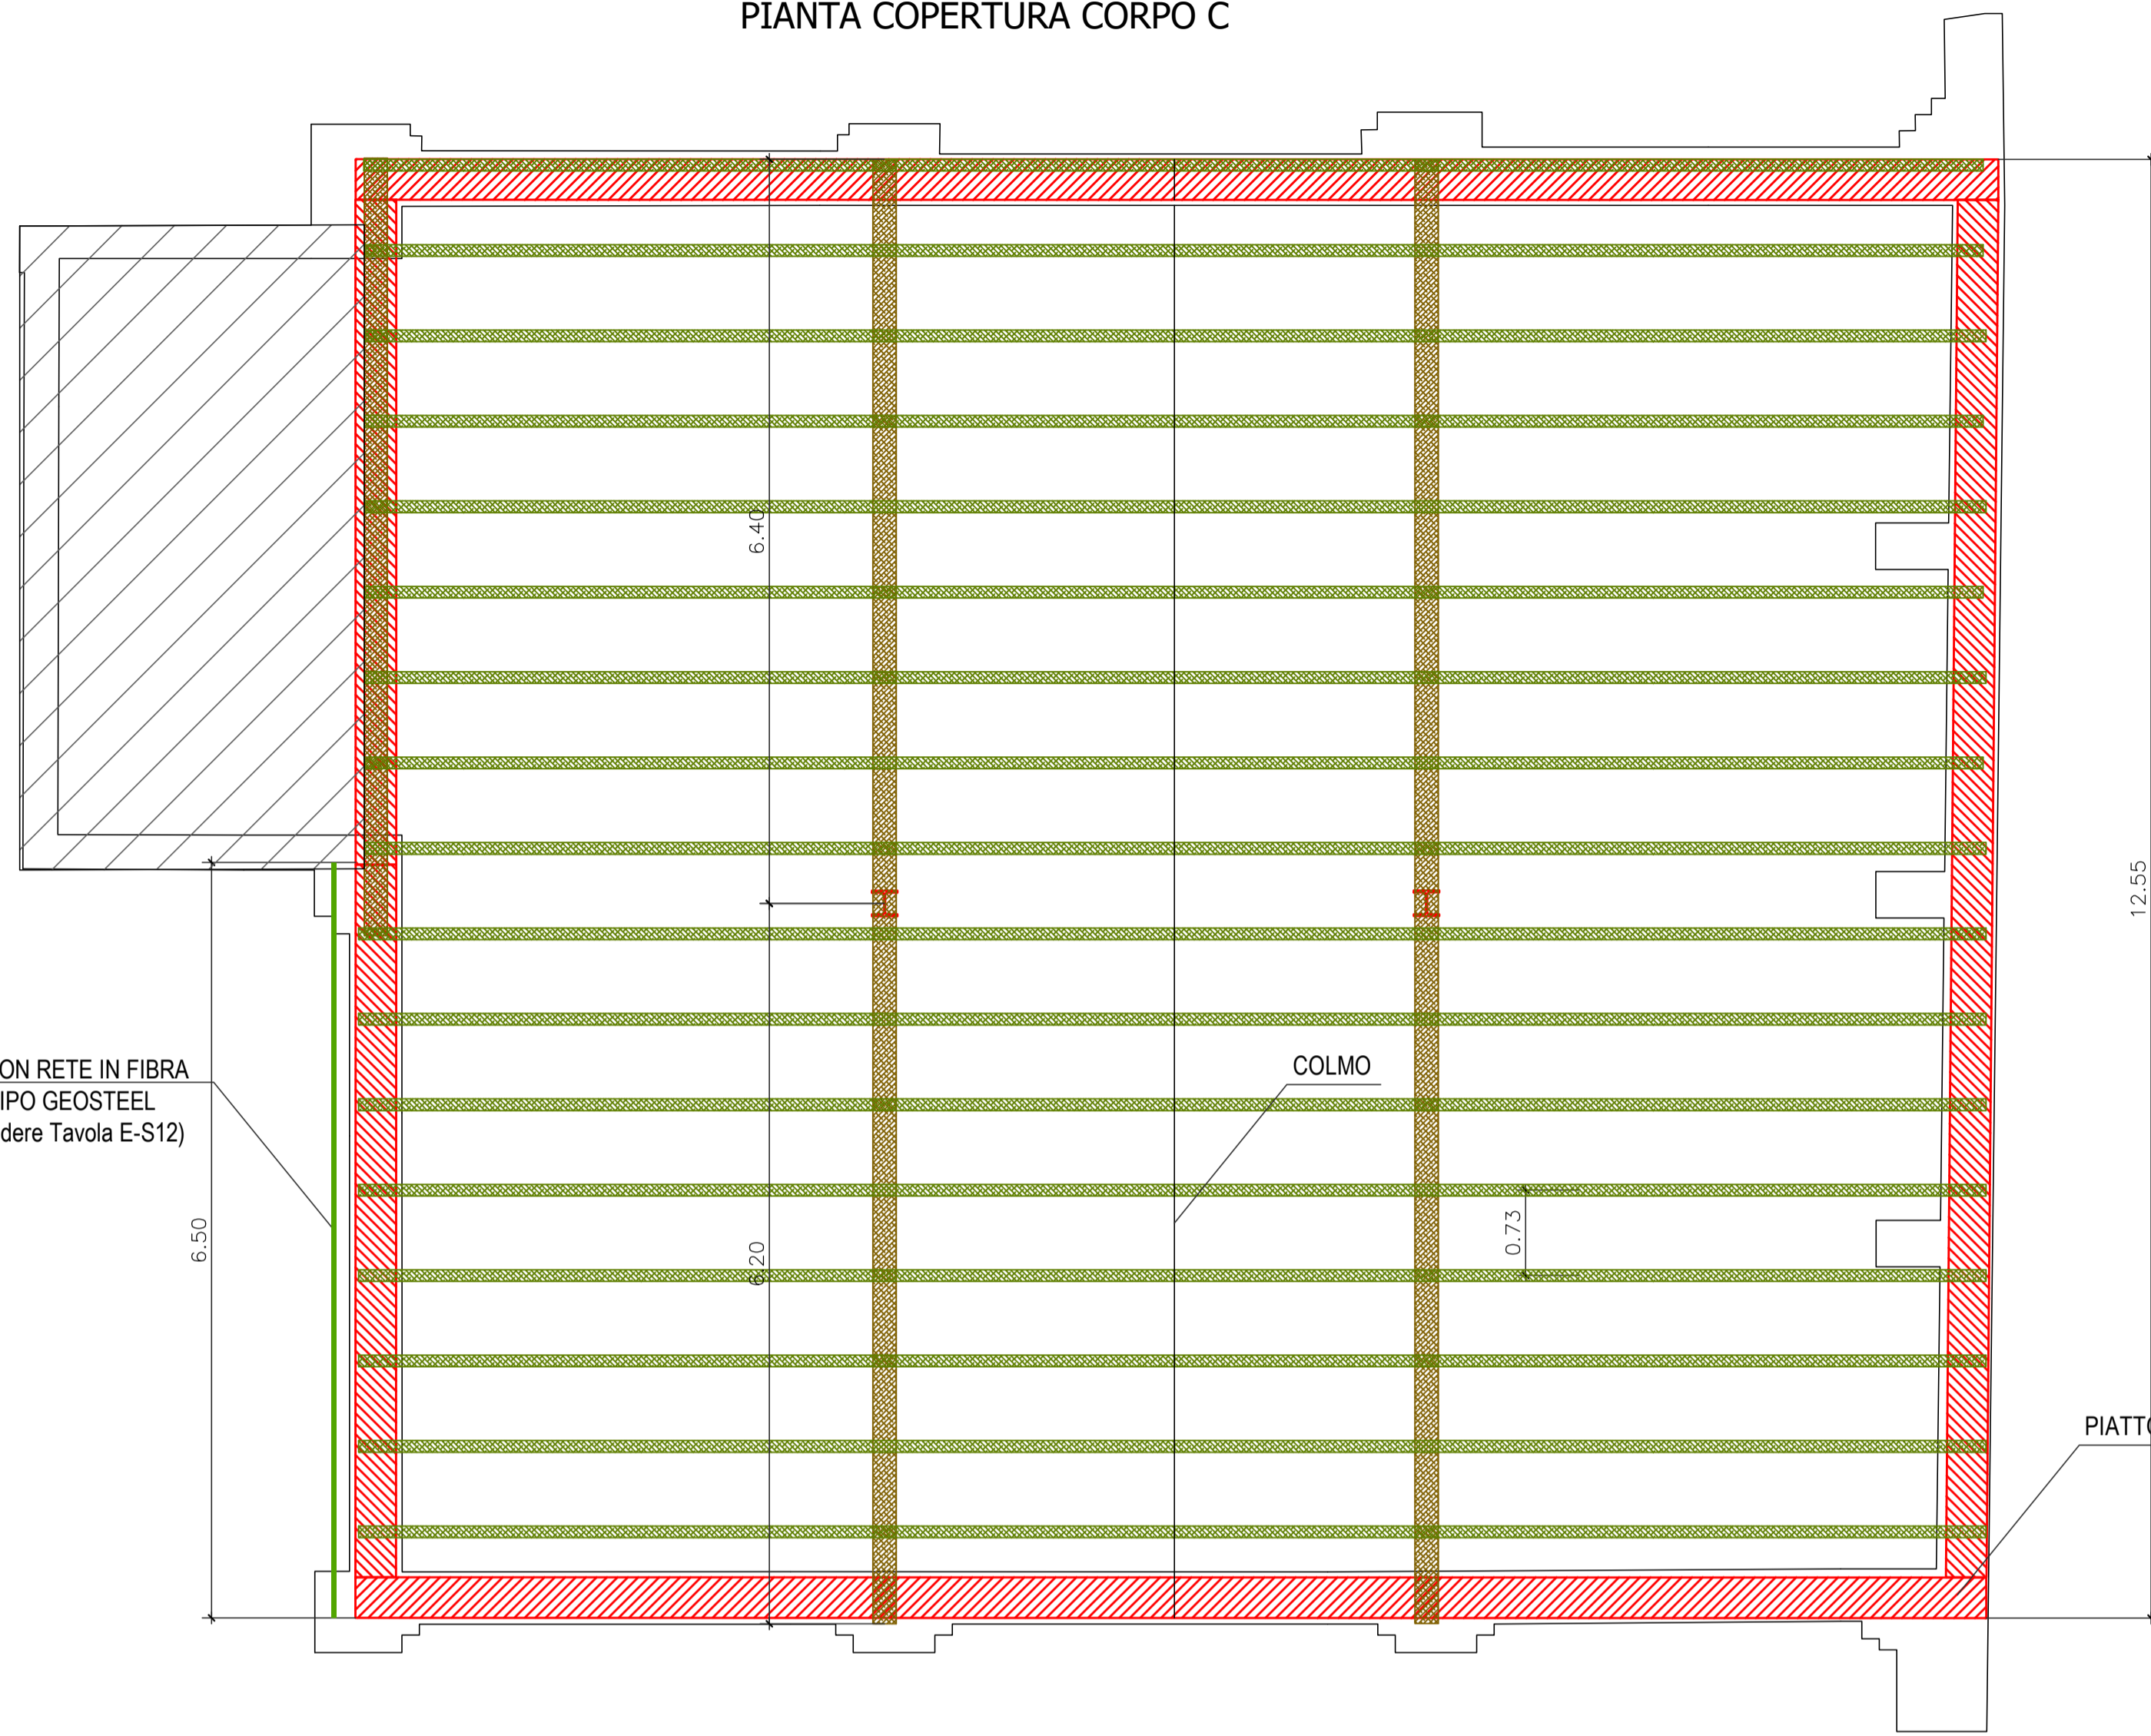 PIANTA COPERTURA CORPO C
6.40
12.55
ON RETE IN FIBRA
IPO GEOSTEEL
dere Tavola E-S12)
COLMO
6.50
6.20
0.73
PIATTO